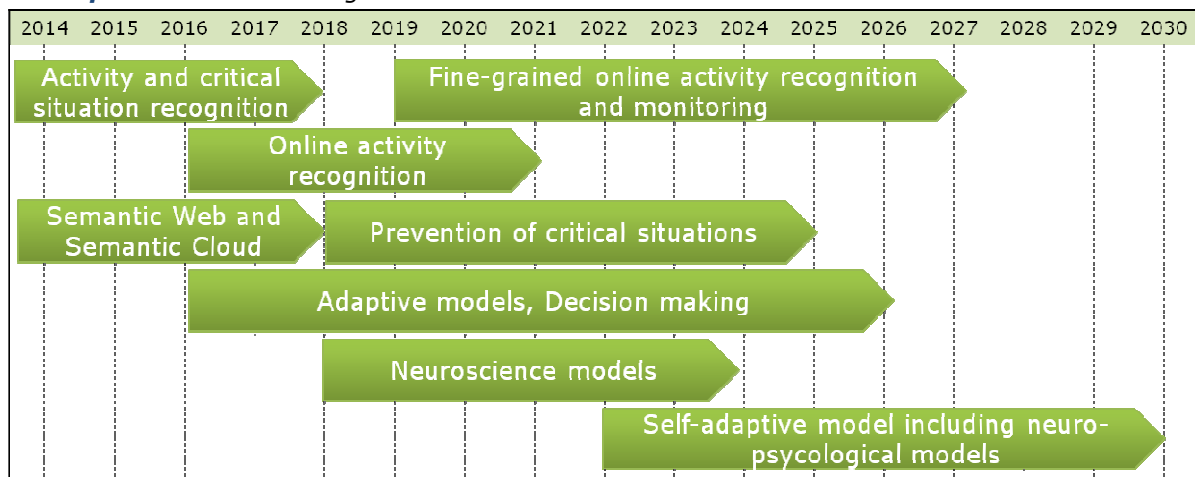 2014 2015 2016 2017 2018 2019 2020 2021 2022 2023 2024 2025 2026 2027 2028 2029 2030
Activity and critical
situation recognition
Fine-grained online activity recognition
and monitoring
Online activity
recognition
Semantic Web and
Semantic Cloud
Prevention of critical situations
Adaptive models, Decision making
Neuroscience models
Self-adaptive model including neuro-
psycological models